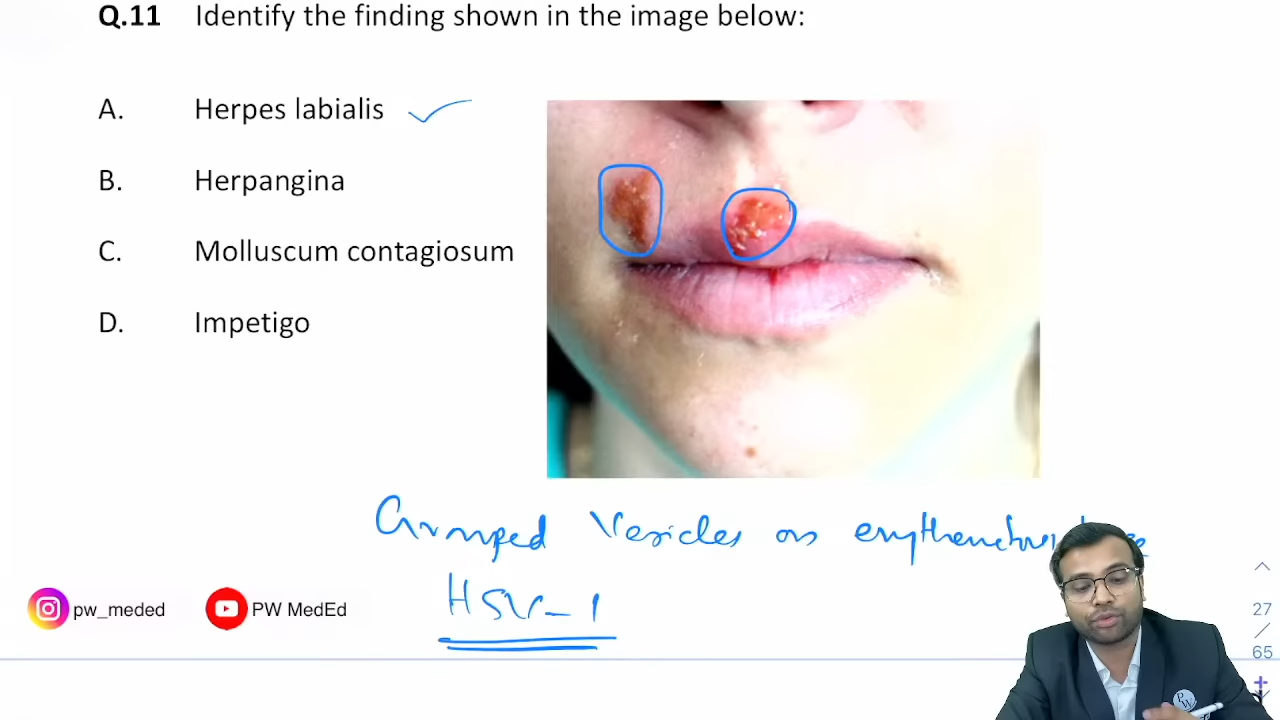 Q.11 Identify the finding shown in the image below:
A. Herpes labialis
B. Herpangina
C. Molluscum contagiosum
D. Impetigo
Grouped Vesicles on
HSV-1
pw_meded PW MedEd
27
/
65
PW